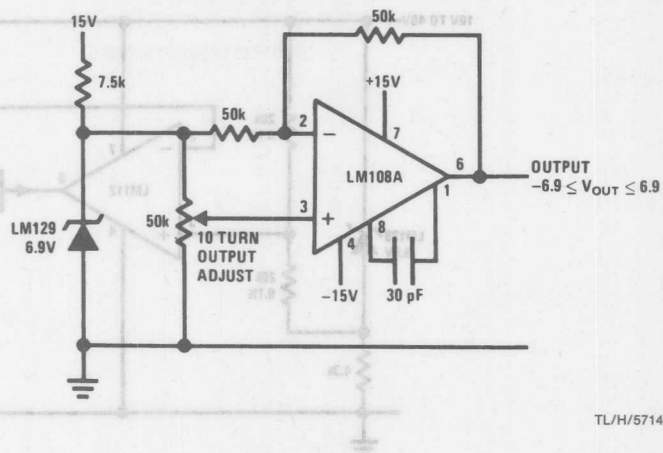 15V
7.5k
50k
50k
+15V
2
7
−
LM108A
6
1
OUTPUT
−6.9 ≤ VOUT ≤ 6.9
50k
3
+
8
4
LM129
6.9V
10 TURN
OUTPUT
ADJUST
−15V
30 pF
TL/H/5714